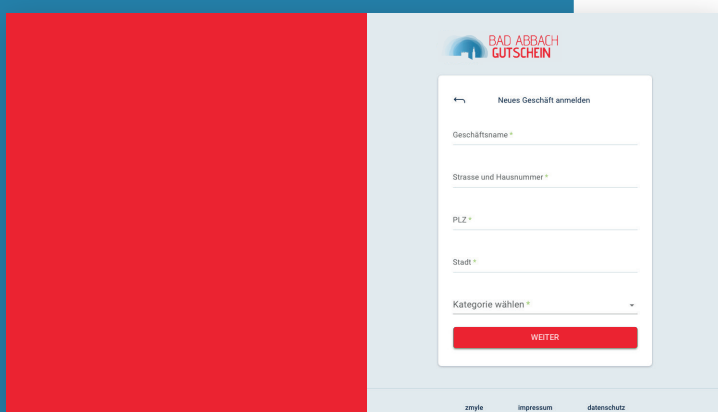 BAD ABBACH
GUTSCHEIN
Neues Geschäft anmelden
Geschäftsname *
Strasse und Hausnummer *
PLZ *
Stadt *
Kategorie wählen *
WEITER
zmyle impressum datenschutz